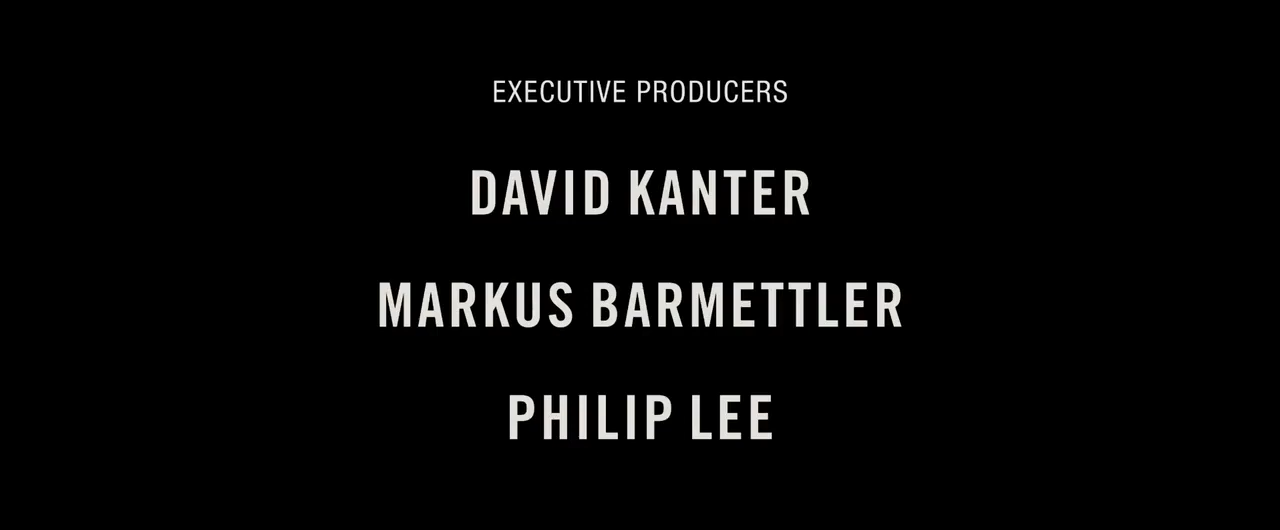 EXECUTIVE PRODUCERS
DAVID KANTER
MARKUS BARMETTLER
PHILIP LEE